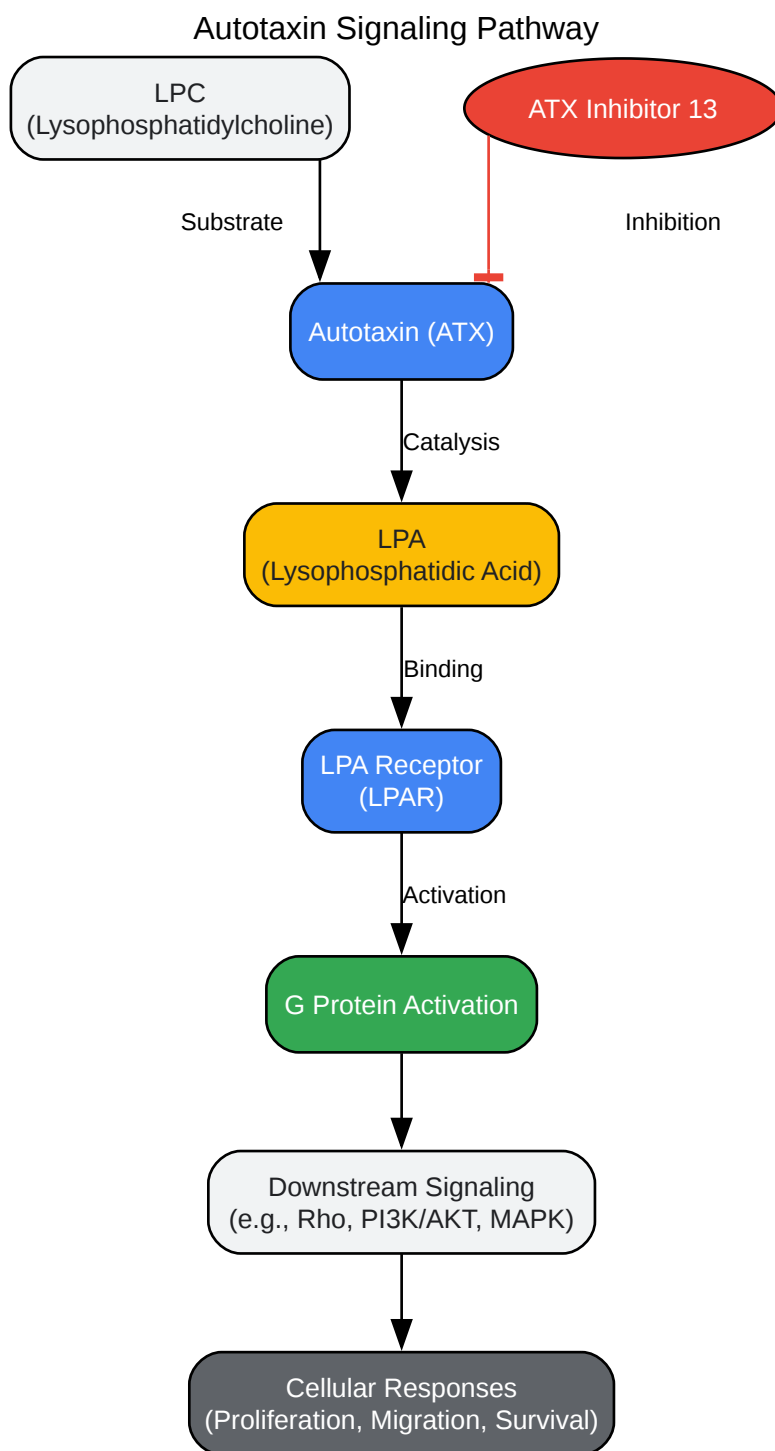 Autotaxin Signaling Pathway
LPC
(Lysophosphatidylcholine)
ATX Inhibitor 13
Substrate
Inhibition
Autotaxin (ATX)
Catalysis
LPA
(Lysophosphatidic Acid)
Binding
LPA Receptor
(LPAR)
Activation
G Protein Activation
Downstream Signaling
(e.g., Rho, PI3K/AKT, MAPK)
Cellular Responses
(Proliferation, Migration, Survival)